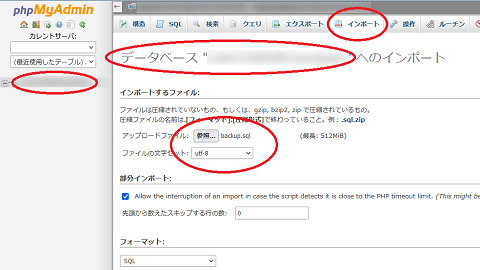 phpMyAdmin
カレントサーバ:
(最近使用したテーブル) ..
構造 SQL 検索 クエリ エクスポート インポート 操作 ルーチン
データベース " へのインポート
インポートするファイル:
ファイルは圧縮されていないもの、もしくは、gzip, bzip2, zip で圧縮されているもの。
圧縮ファイルの名前は.[フォーマット].[圧縮形式]で終わっていること。例: .sql.zip
アップロードファイル: 参照... backup.sql (最長: 512MiB)
ファイルの文字セット: utf-8
部分インポート:
Allow the interruption of an import in case the script detects it is close to the PHP timeout limit. (This might be
先頭から数えたスキップする行の数: 0
フォーマット:
SQL